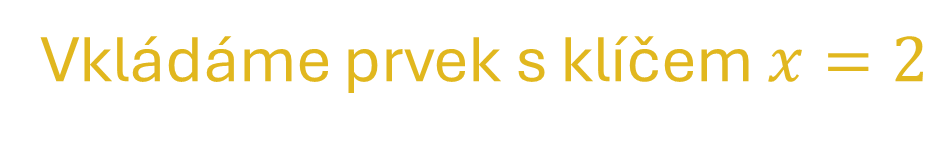 Vkládáme prvek s klíčem x = 2